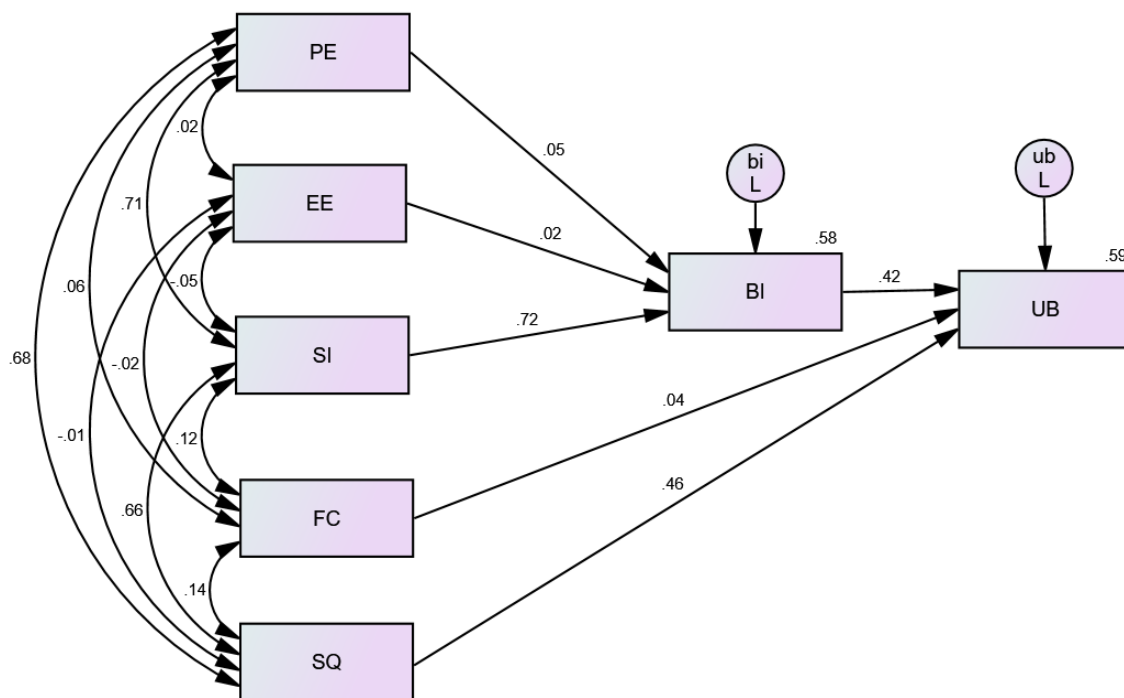 PE
.02
.05
bi
L
ub
L
EE
.71
.02
.58
.59
-.05
.06
BI
.42
UB
.72
SI
.68
-.02
.04
-.01
.12
.46
.66
FC
.14
SQ